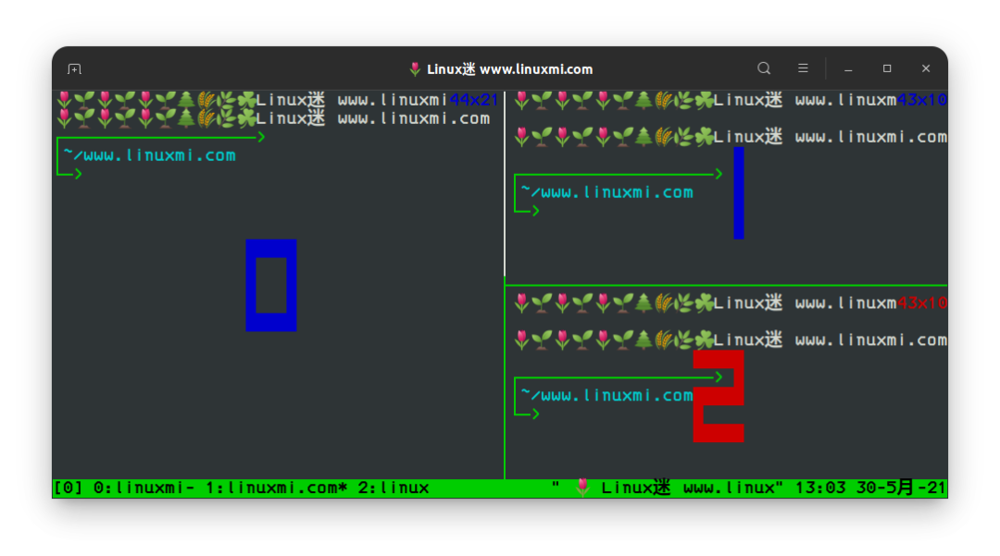 🌷 Linux迷 www.linuxmi.com
🌷🌱🌷🌱🌷🌱🌲🌾🌿☘Linux迷 www.linuxmi44x21
🌷🌱🌷🌱🌷🌱🌲🌾🌿☘Linux迷 www.linuxmi.com
~/www.linuxmi.com
0
🌷🌱🌷🌱🌷🌱🌲🌾🌿☘Linux迷 www.linuxm43x10
🌷🌱🌷🌱🌷🌱🌲🌾🌿☘Linux迷 www.linuxmi.com
~/www.linuxmi.com
1
🌷🌱🌷🌱🌷🌱🌲🌾🌿☘Linux迷 www.linuxm43x10
🌷🌱🌷🌱🌷🌱🌲🌾🌿☘Linux迷 www.linuxmi.com
~/www.linuxmi.com
2
[0] 0:linuxmi- 1:linuxmi.com* 2:linux " 🌷 Linux迷 www.linux" 13:03 30-5月-21